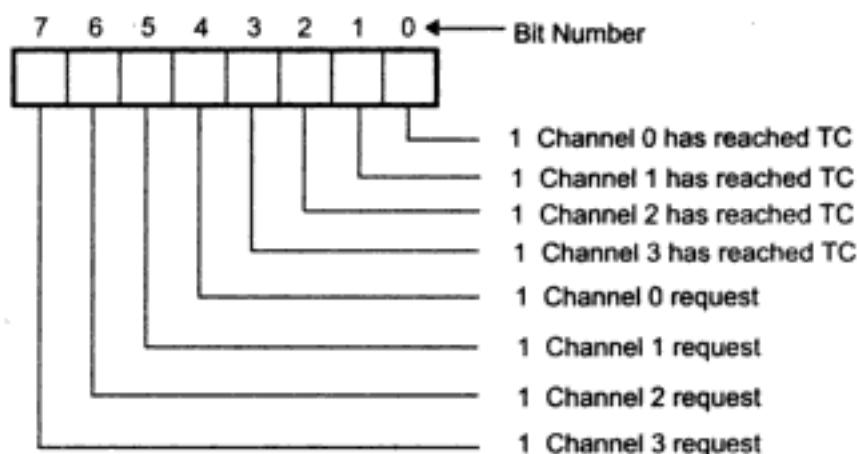 7 6 5 4 3 2 1 0 Bit Number
1 Channel 0 has reached TC
1 Channel 1 has reached TC
1 Channel 2 has reached TC
1 Channel 3 has reached TC
1 Channel 0 request
1 Channel 1 request
1 Channel 2 request
1 Channel 3 request